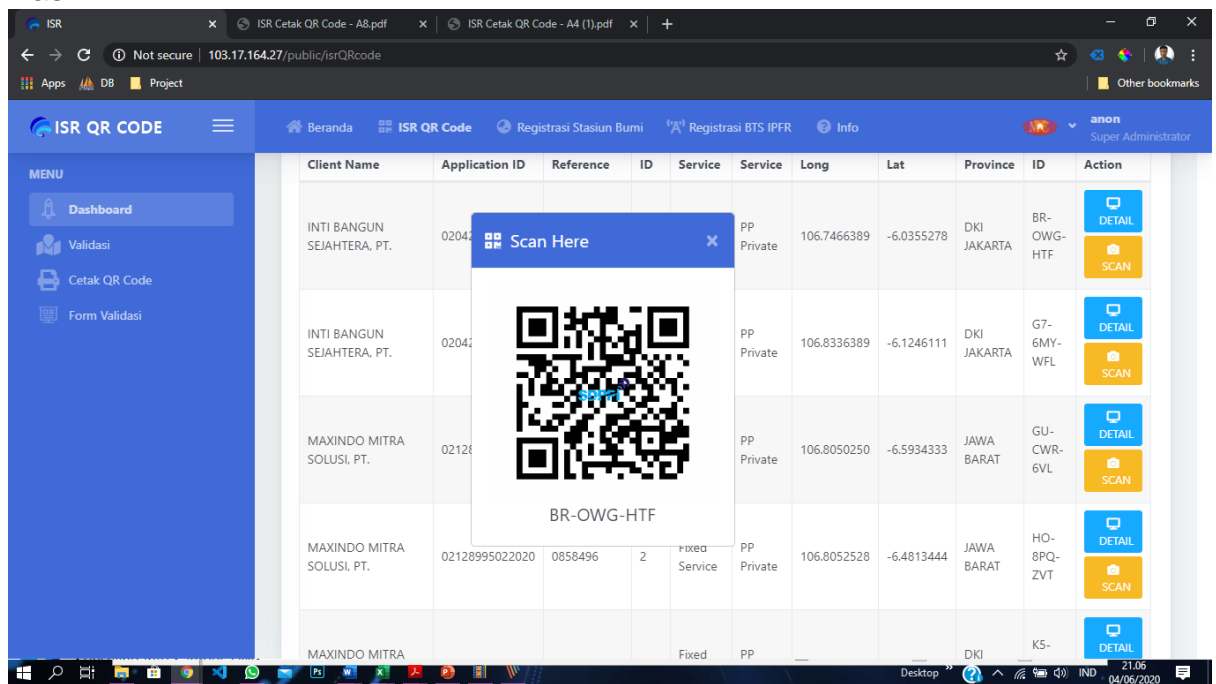 ISR
ISR Cetak QR Code - A8.pdf
ISR Cetak QR Code - A4 (1).pdf
Not secure | 103.17.164.27/public/isrQRcode
Apps DB Project Other bookmarks
ISR QR CODE
Beranda ISR QR Code Registrasi Stasiun Bumi Registrasi BTS IPFR Info
anon
Super Administrator
MENU
Dashboard
Validasi
Cetak QR Code
Form Validasi
Client Name Application ID Reference ID Service Service Long Lat Province ID Action
INTI BANGUN SEJAHTERA, PT. 0204 PP Private 106.7466389 -6.0355278 DKI JAKARTA BR-OWG-HTF DETAIL SCAN
INTI BANGUN SEJAHTERA, PT. 0204 PP Private 106.8336389 -6.1246111 DKI JAKARTA G7-6MY-WFL DETAIL SCAN
MAXINDO MITRA SOLUSI, PT. 0212 PP Private 106.8050250 -6.5934333 JAWA BARAT GU-CWR-6VL DETAIL SCAN
MAXINDO MITRA SOLUSI, PT. 02128995022020 0858496 2 Fixed Service PP Private 106.8052528 -6.4813444 JAWA BARAT HO-8PQ-ZVT DETAIL SCAN
MAXINDO MITRA Fixed PP DKI K5- DETAIL
Scan Here ×
SDPPI
BR-OWG-HTF
Desktop IND 21.06
04/06/2020